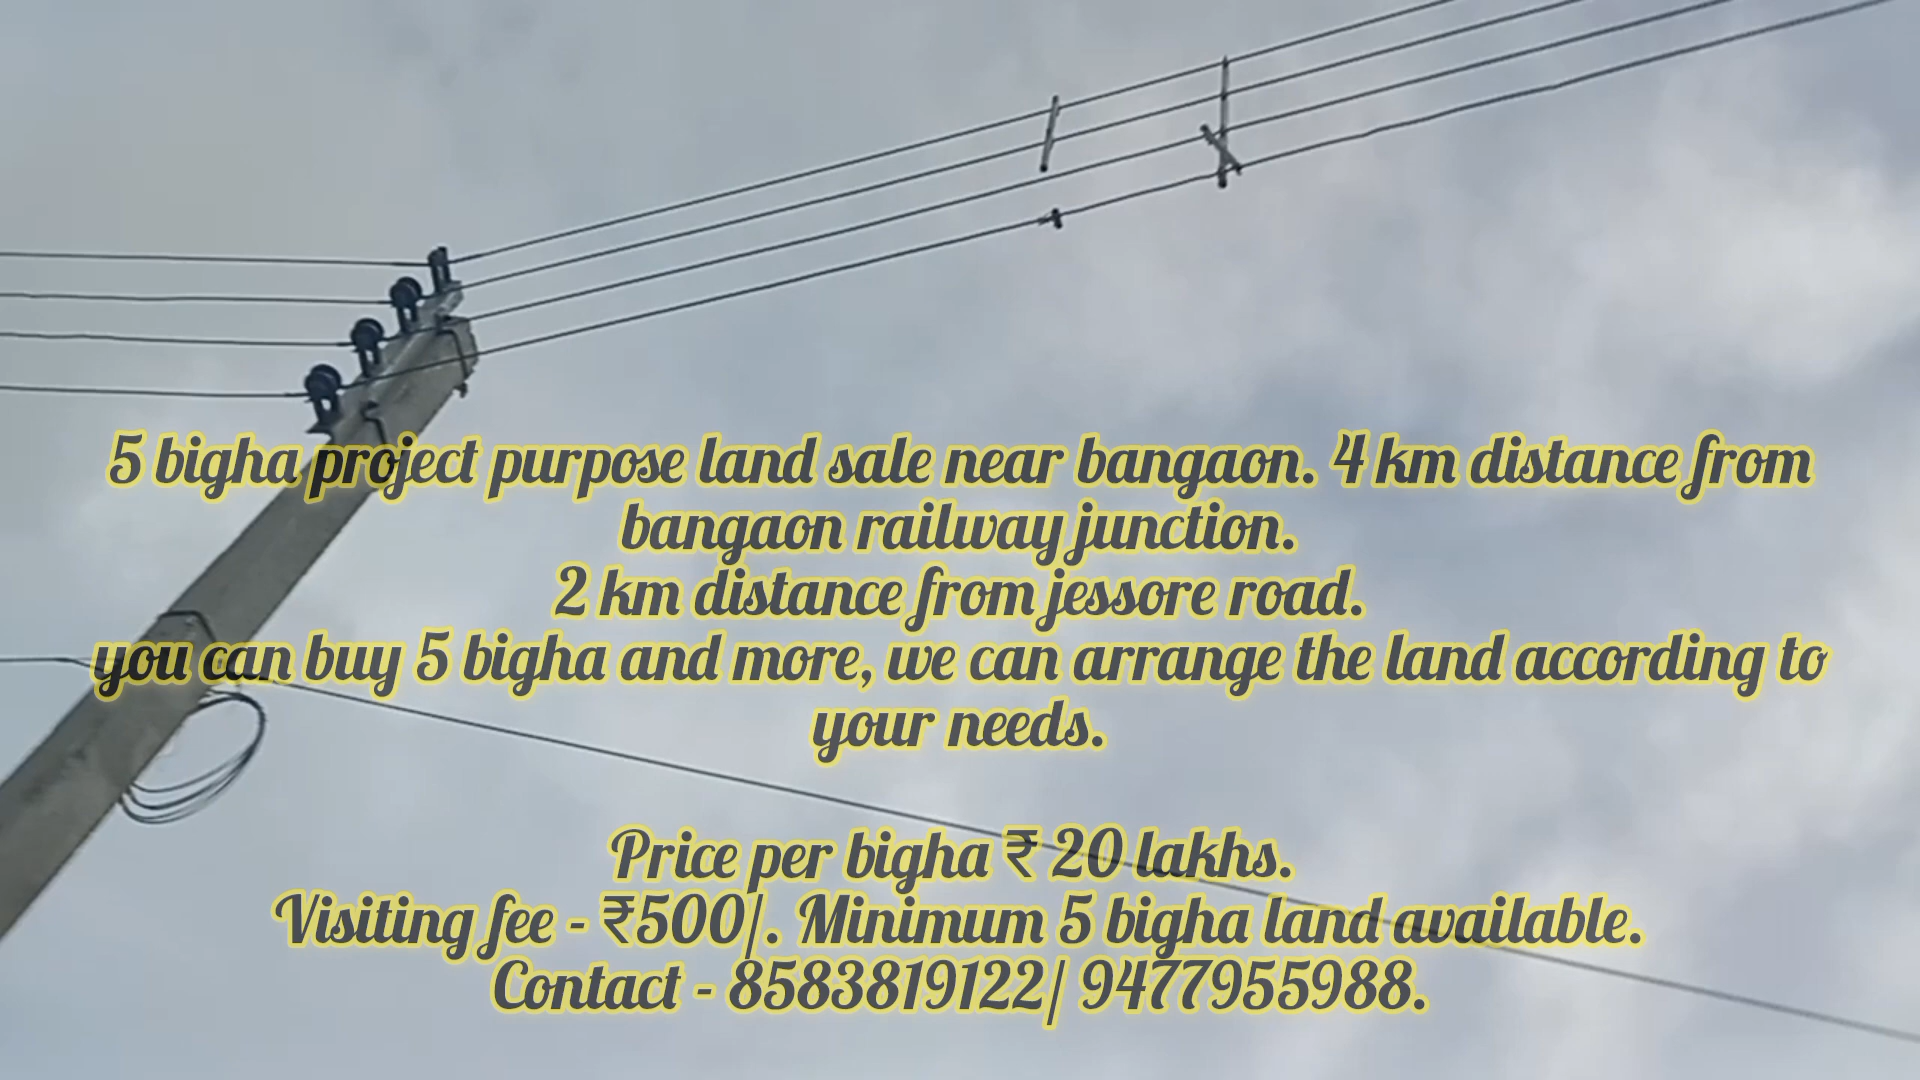 5 bigha project purpose land sale near bangaon. 4 km distance from
bangaon railway junction.
2 km distance from jessore road.
you can buy 5 bigha and more, we can arrange the land according to
your needs.
Price per bigha ₹ 20 lakhs.
Visiting fee - ₹500/. Minimum 5 bigha land available.
Contact - 8583819122/ 9477955988.